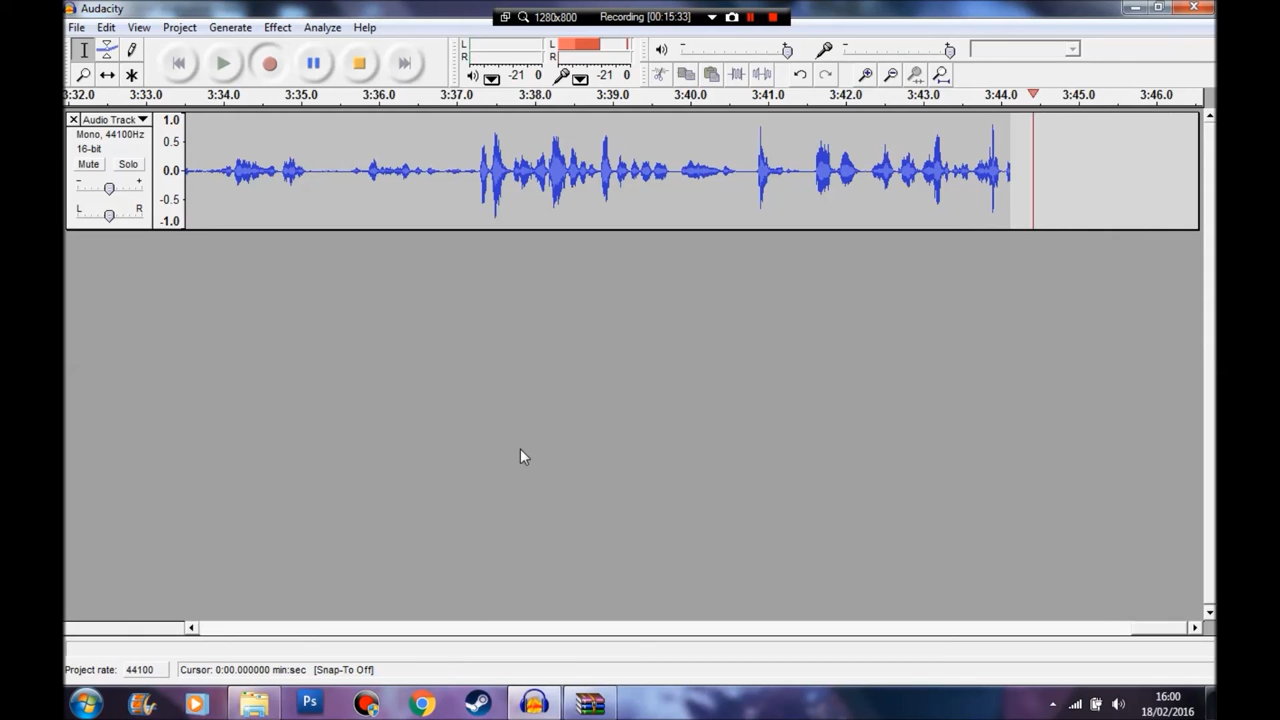 Audacity
1280x800 Recording [00:15:33]
File Edit View Project Generate Effect Analyze Help
L R -21 0 L R -21 0
3:32.0 3:33.0 3:34.0 3:35.0 3:36.0 3:37.0 3:38.0 3:39.0 3:40.0 3:41.0 3:42.0 3:43.0 3:44.0 3:45.0 3:46.0
Audio Track 1.0
Mono, 44100Hz
16-bit 0.5
Mute Solo 0.0
- +
L R -0.5
-1.0
Project rate: 44100 Cursor: 0:00.000000 min:sec [Snap-To Off]
Ps
16:00
18/02/2016